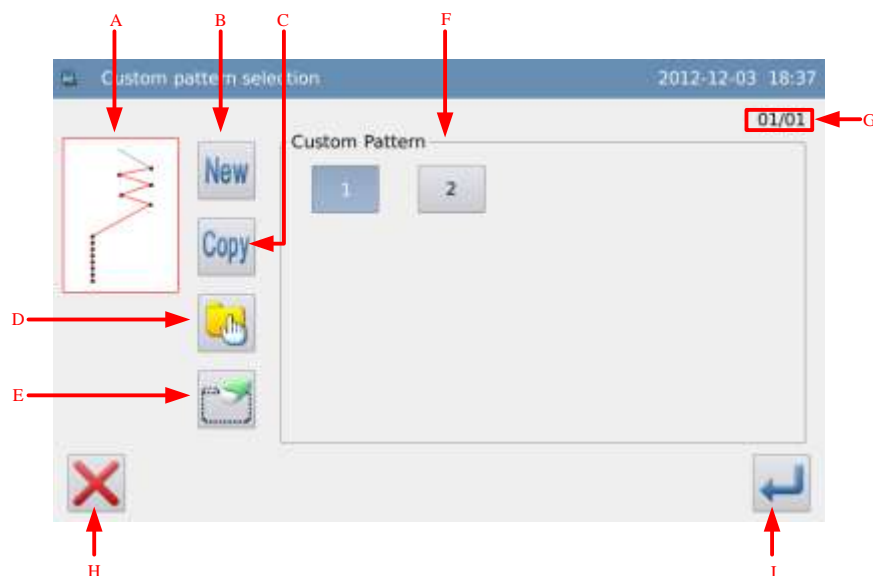 A B C F
Custom pattern selection 2012-12-03 18:37
01/01 G
Custom Pattern
New 1 2
Copy
D
E
H I